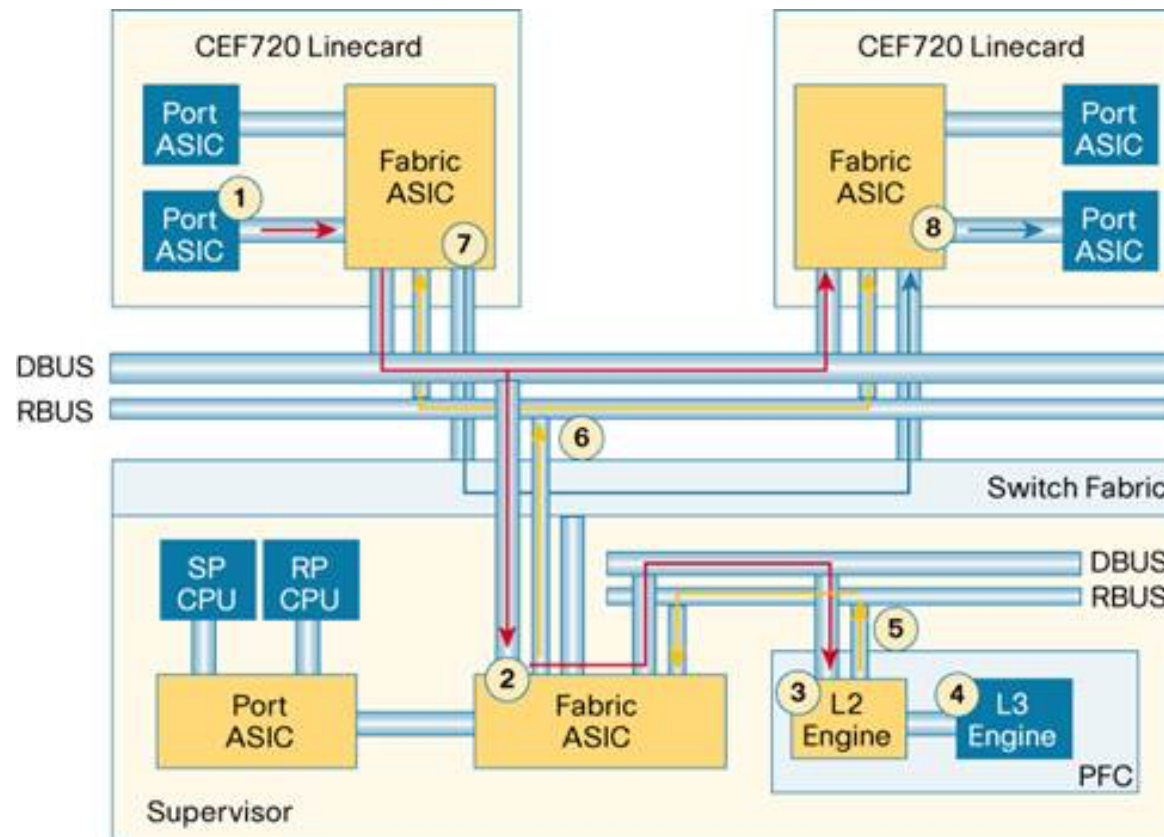 CEF720 Linecard
CEF720 Linecard
Port
ASIC
Port
ASIC
1
Fabric
ASIC
7
Fabric
ASIC
8
Port
ASIC
Port
ASIC
DBUS
RBUS
6
Switch Fabric
SP
CPU
RP
CPU
DBUS
RBUS
5
2
3
4
Port
ASIC
Fabric
ASIC
L2
Engine
L3
Engine
PFC
Supervisor